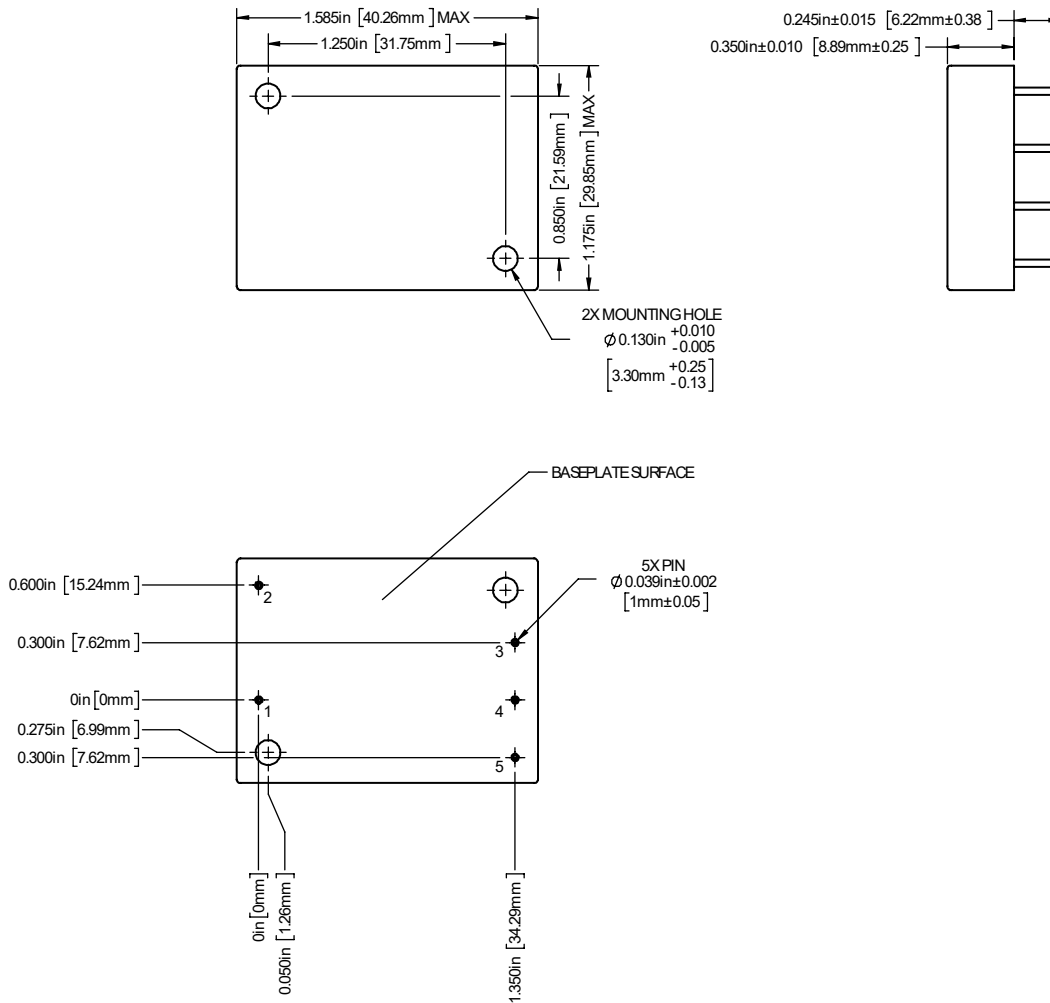 1.585in [40.26mm] MAX
1.250in [31.75mm]
0.850in [21.59mm]
1.175in [29.85mm] MAX
2X MOUNTING HOLE
Ø 0.130in +0.010 -0.005
[3.30mm +0.25 -0.13]
0.245in±0.015 [6.22mm±0.38]
0.350in±0.010 [8.89mm±0.25]
BASEPLATE SURFACE
5X PIN
Ø 0.039in±0.002
[1mm±0.05]
0.600in [15.24mm]
0.300in [7.62mm]
0in [0mm]
0.275in [6.99mm]
0.300in [7.62mm]
2
3
1
4
5
0in [0mm]
0.050in [1.26mm]
1.350in [34.29mm]